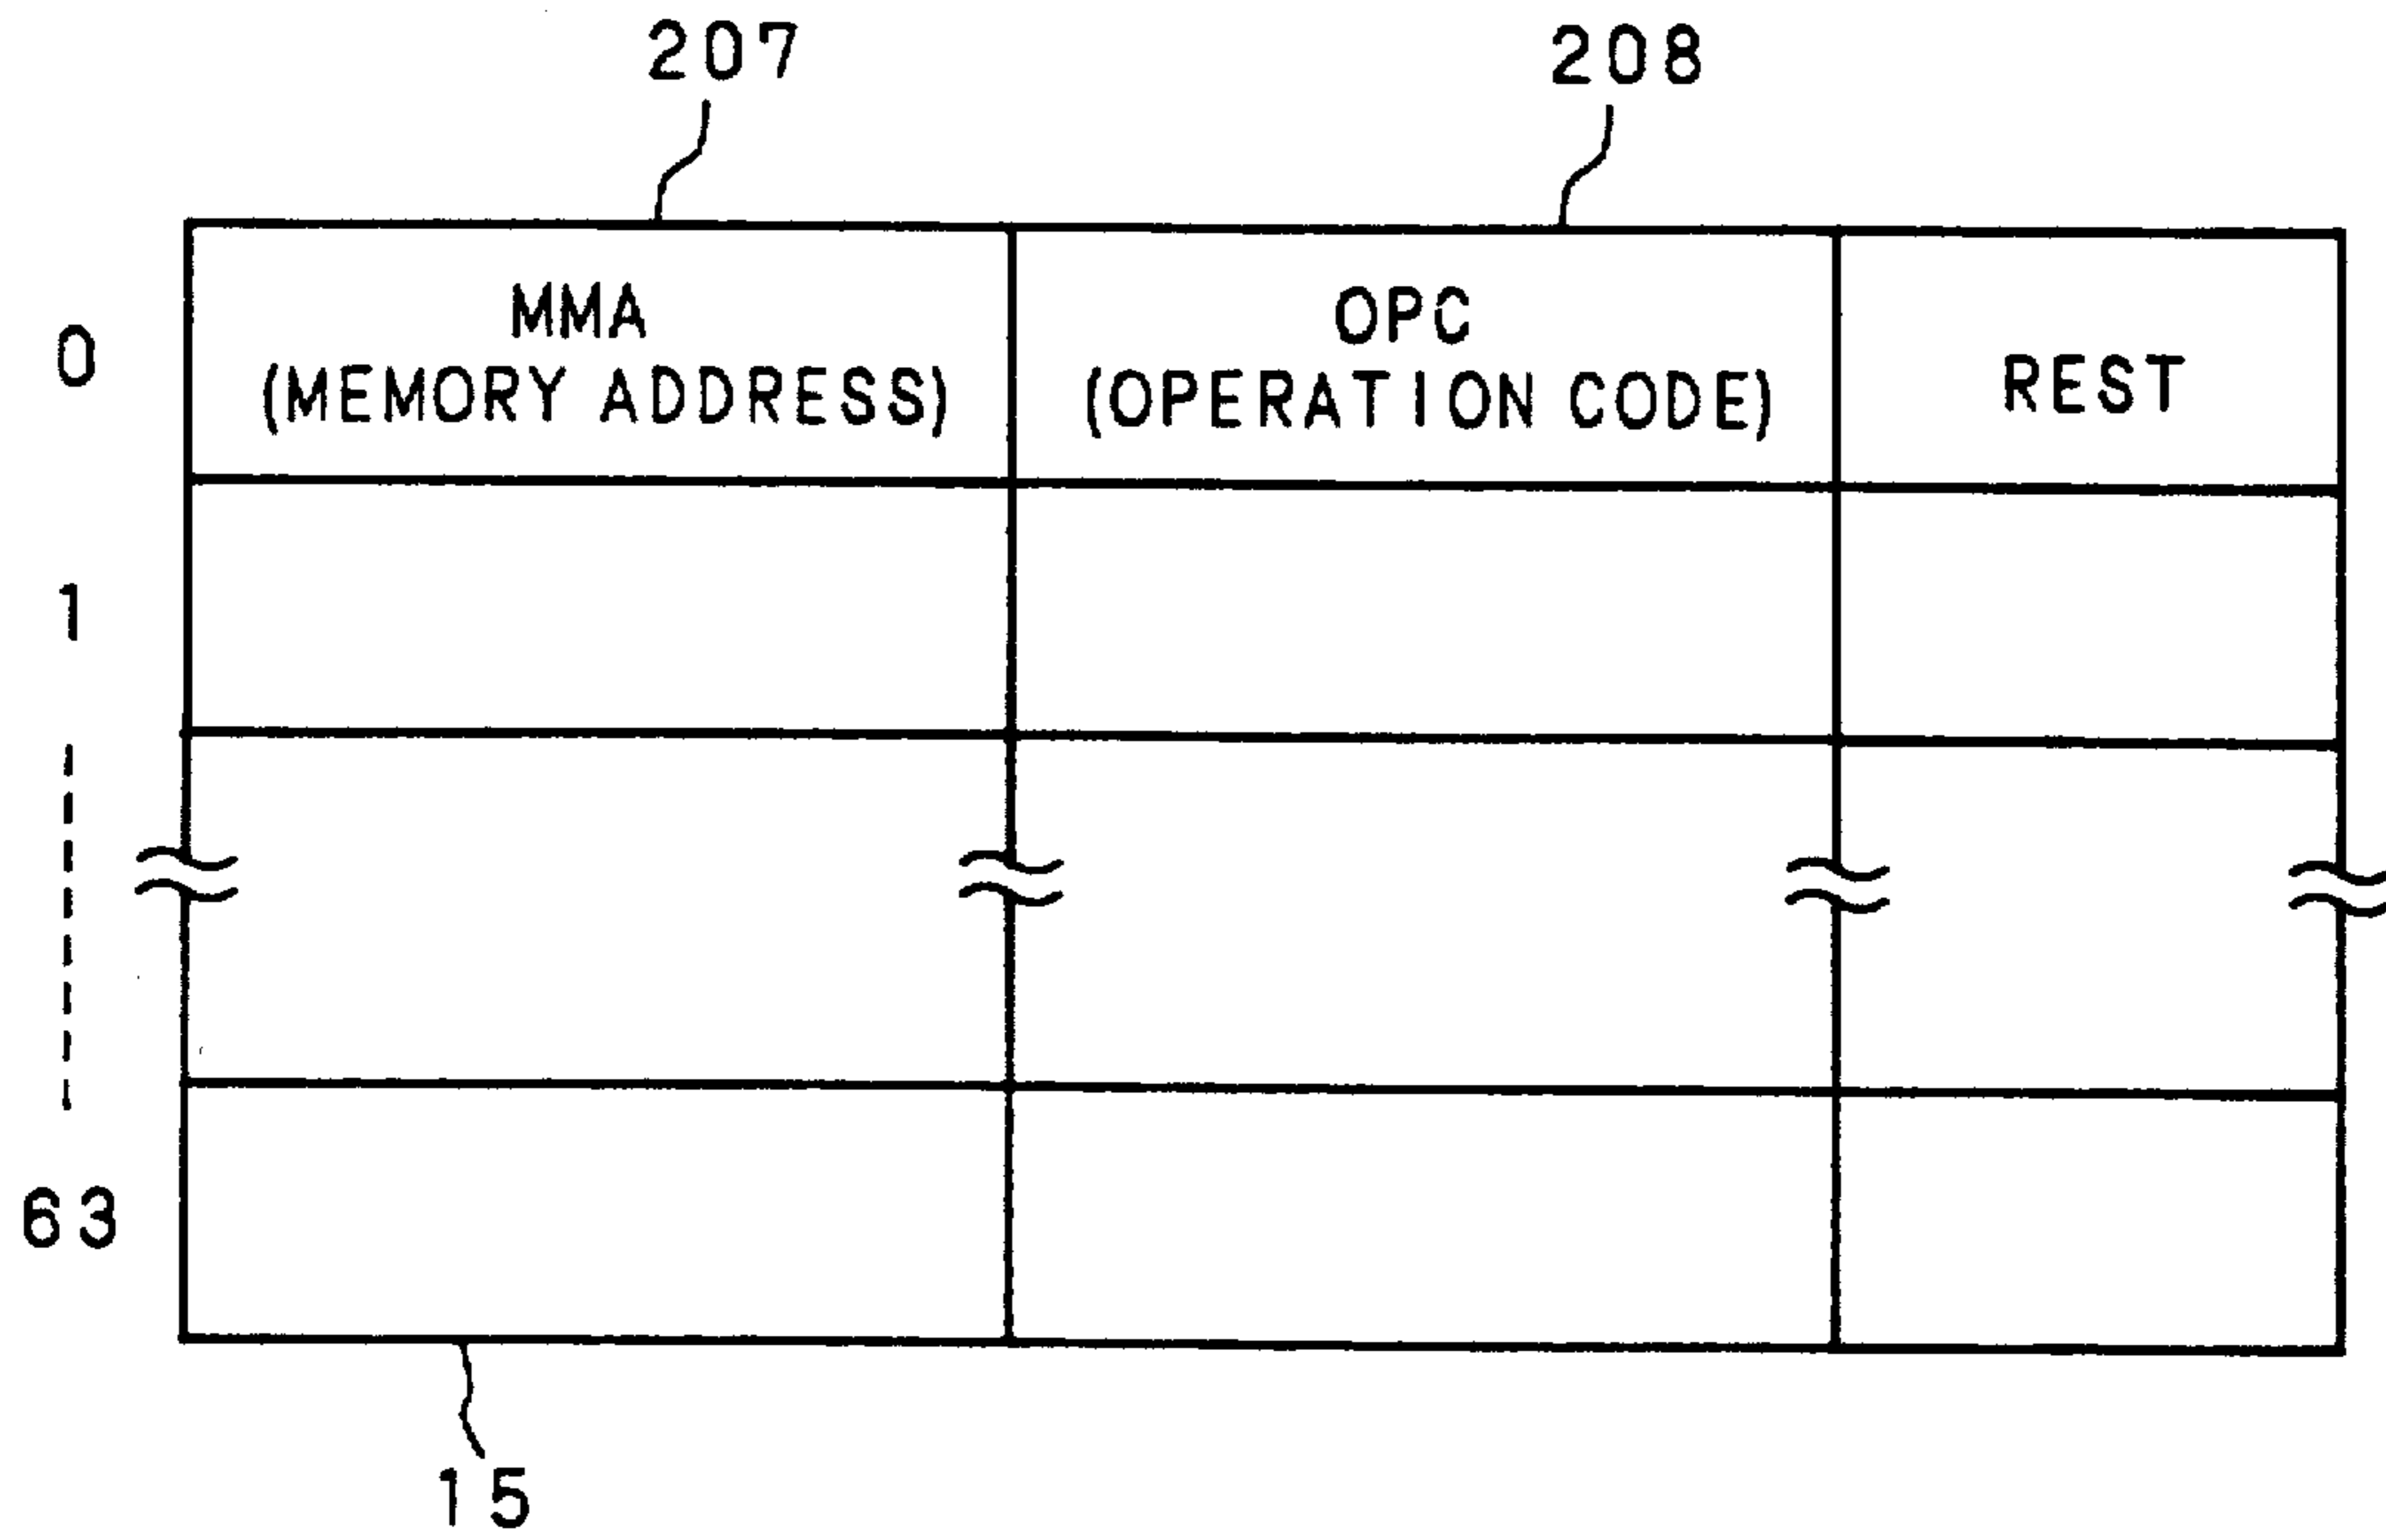 207
208
0
MMA
(MEMORY ADDRESS)
OPC
(OPERATION CODE)
REST
1
63
15